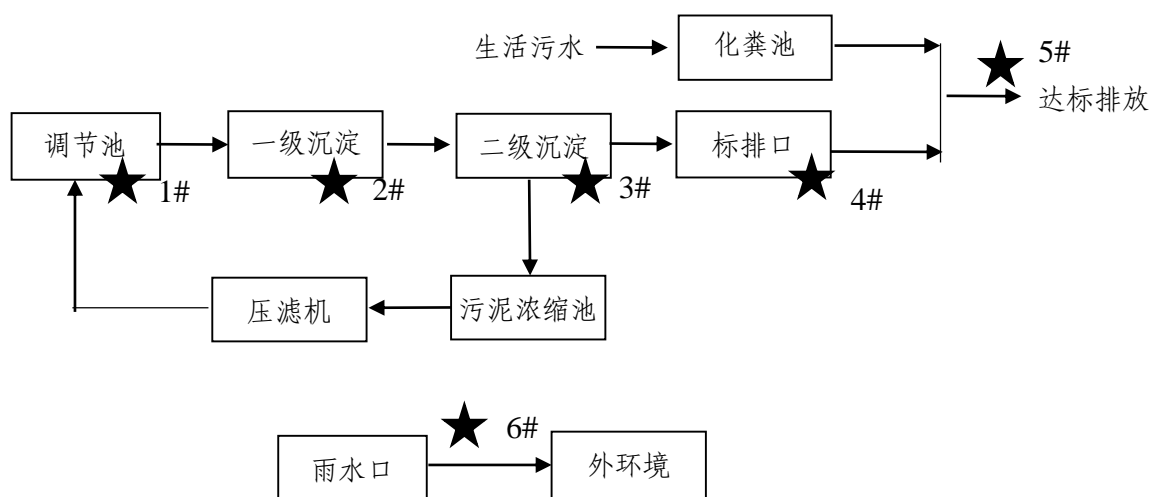 生活污水
化粪池
5#
达标排放
调节池
一级沉淀
二级沉淀
标排口
1#
2#
3#
4#
压滤机
污泥浓缩池
6#
雨水口
外环境